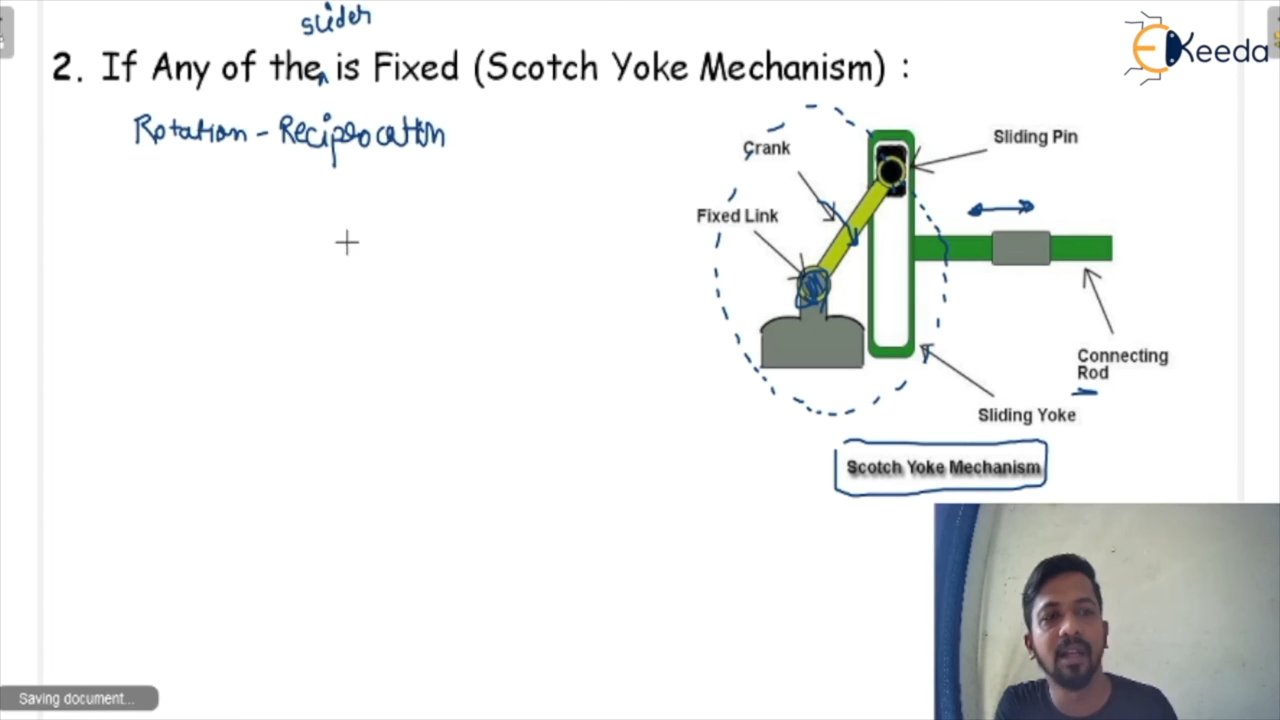 slider
EKeeda
2. If Any of the ^ is Fixed (Scotch Yoke Mechanism) :
Rotation - Reciprocation
Crank
Sliding Pin
Fixed Link
Connecting
Rod
Sliding Yoke
Scotch Yoke Mechanism
Saving document...